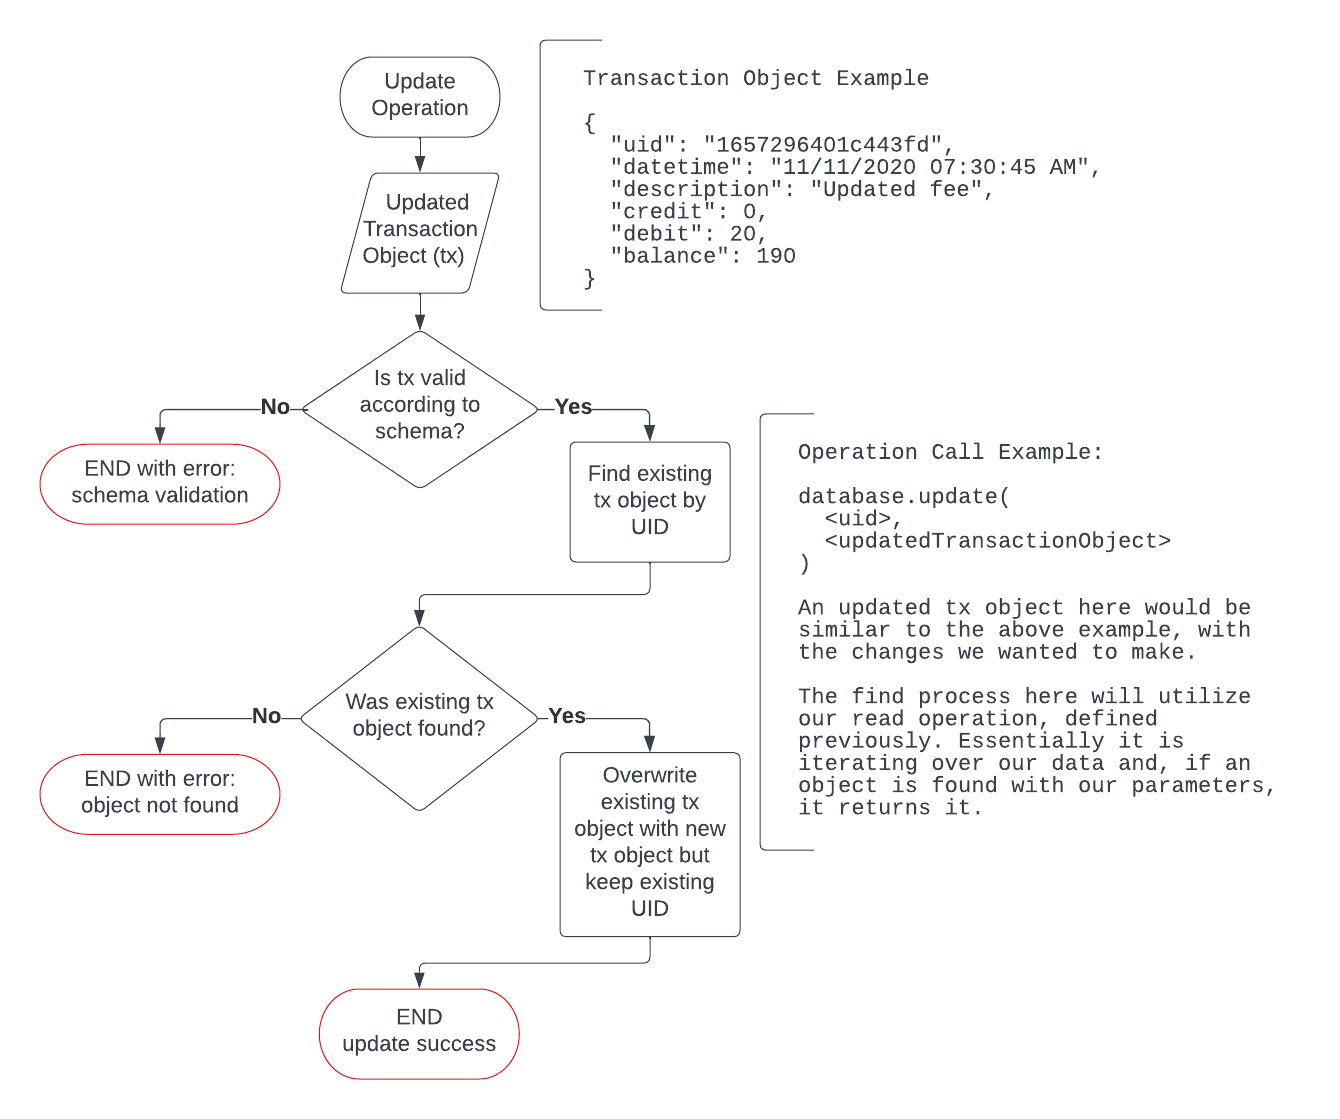 Update
Operation
Updated
Transaction
Object (tx)
Transaction Object Example
{
"uid": "1657296401c443fd",
"datetime": "11/11/2020 07:30:45 AM",
"description": "Updated fee",
"credit": 0,
"debit": 20,
"balance": 190
}
Is tx valid
according to
schema?
No
Yes
END with error:
schema validation
Find existing
tx object by
UID
Operation Call Example:
database.update(
<uid>,
<updatedTransactionObject>
)
An updated tx object here would be
similar to the above example, with
the changes we wanted to make.
The find process here will utilize
our read operation, defined
previously. Essentially it is
iterating over our data and, if an
object is found with our parameters,
it returns it.
Was existing tx
object found?
No
Yes
END with error:
object not found
Overwrite
existing tx
object with new
tx object but
keep existing
UID
END
update success